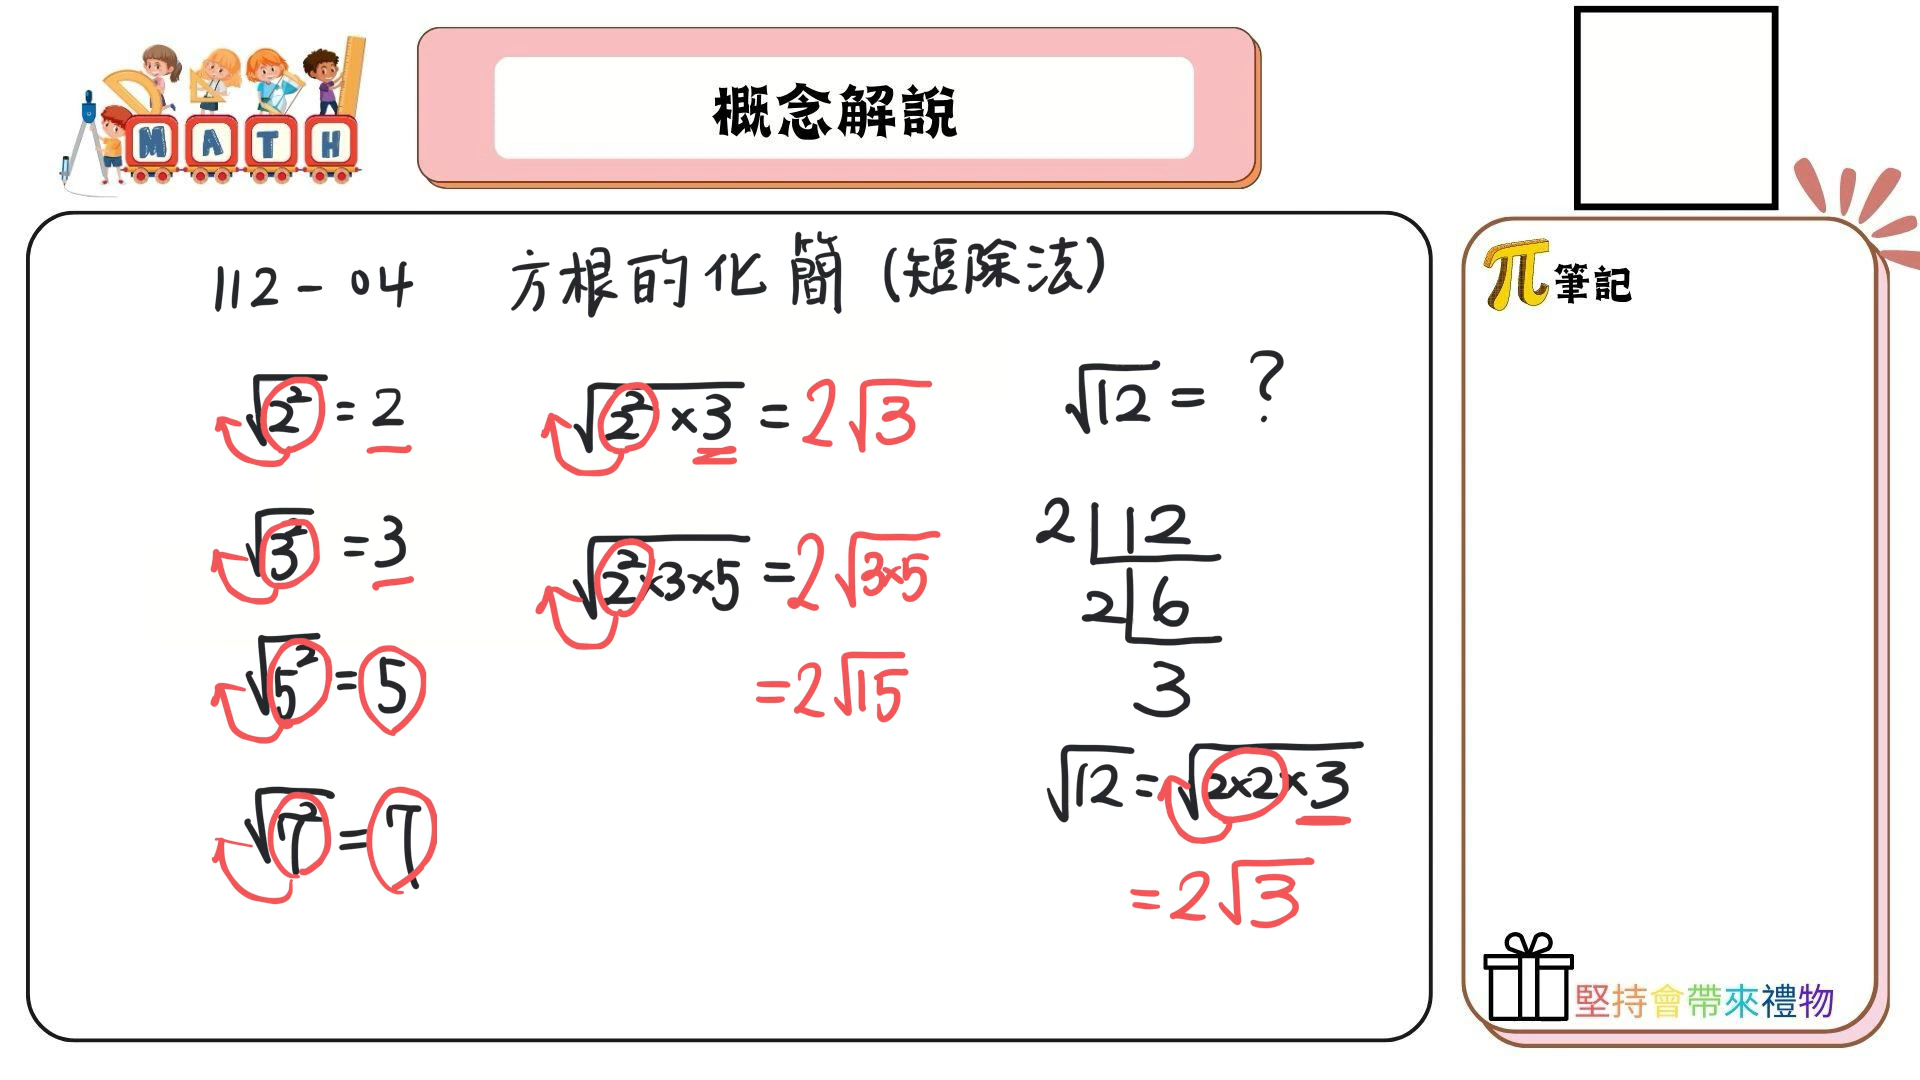 MATH
概念解說
112-04 方根的化簡(短除法)
√2² = 2
√3² = 3
√5² = 5
√7² = 7
√2²×3 = 2√3
√2²×3×5 = 2√3×5
=2√15
√12 = ?
2 12
2 6
3
√12 = √2×2×3
=2√3
π筆記
堅持會帶來禮物